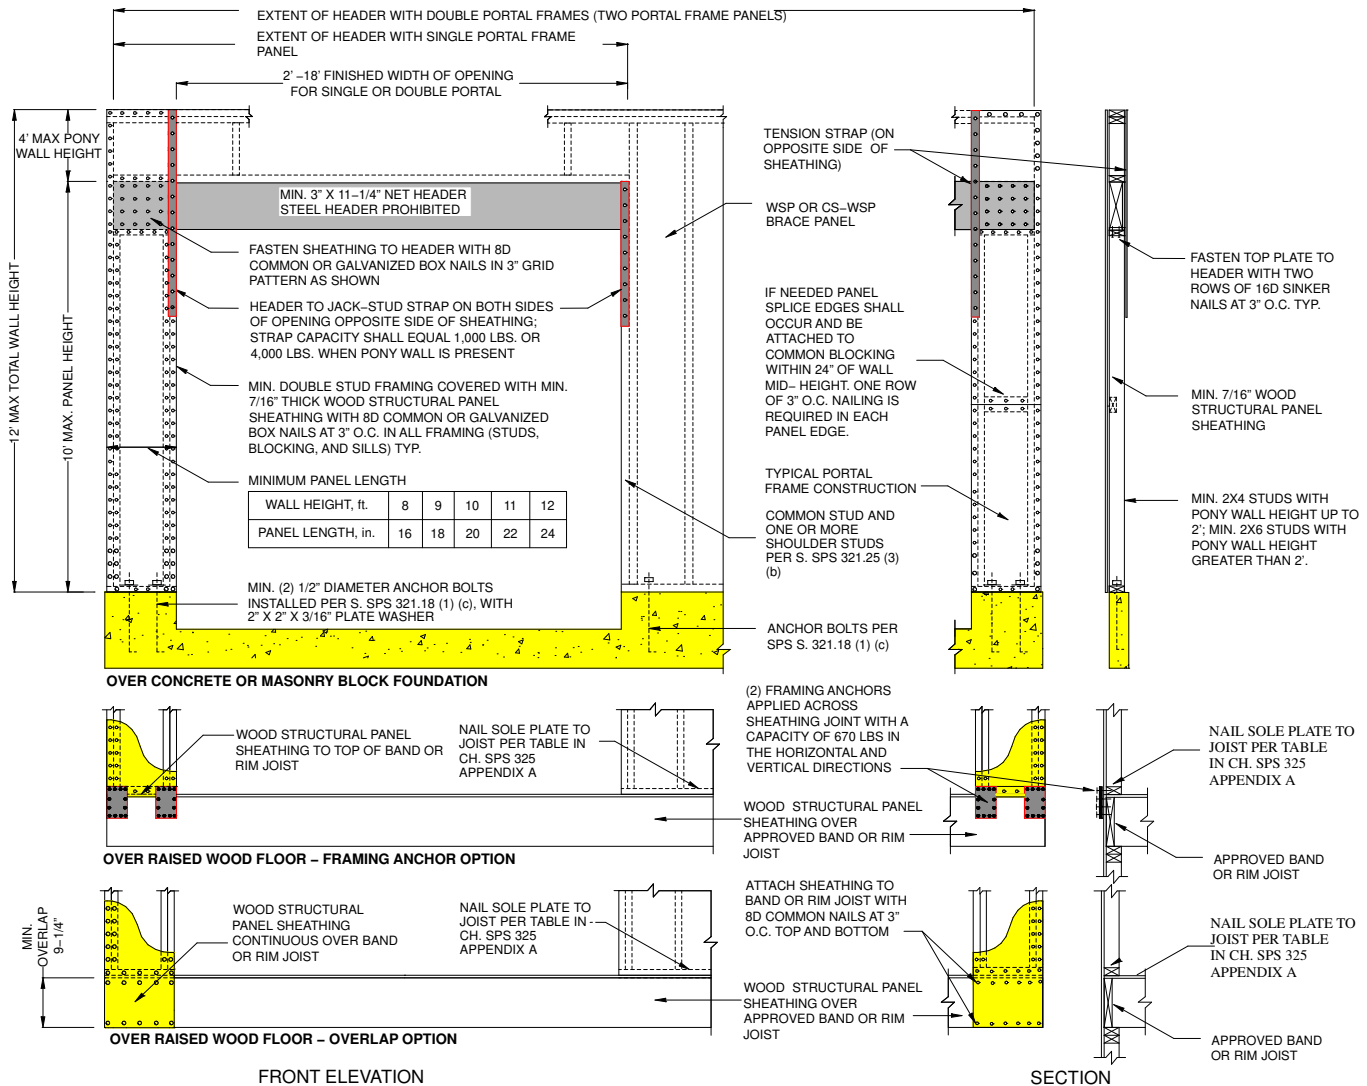 EXTENT OF HEADER WITH DOUBLE PORTAL FRAMES (TWO PORTAL FRAME PANELS)
EXTENT OF HEADER WITH SINGLE PORTAL FRAME
PANEL
2' –18' FINISHED WIDTH OF OPENING
FOR SINGLE OR DOUBLE PORTAL
4' MAX PONY
WALL HEIGHT
12' MAX TOTAL WALL HEIGHT
10' MAX. PANEL HEIGHT
MIN. 3" X 11–1/4" NET HEADER
STEEL HEADER PROHIBITED
FASTEN SHEATHING TO HEADER WITH 8D
COMMON OR GALVANIZED BOX NAILS IN 3" GRID
PATTERN AS SHOWN
HEADER TO JACK–STUD STRAP ON BOTH SIDES
OF OPENING OPPOSITE SIDE OF SHEATHING;
STRAP CAPACITY SHALL EQUAL 1,000 LBS. OR
4,000 LBS. WHEN PONY WALL IS PRESENT
MIN. DOUBLE STUD FRAMING COVERED WITH MIN.
7/16" THICK WOOD STRUCTURAL PANEL
SHEATHING WITH 8D COMMON OR GALVANIZED
BOX NAILS AT 3" O.C. IN ALL FRAMING (STUDS,
BLOCKING, AND SILLS) TYP.
MINIMUM PANEL LENGTH
WALL HEIGHT, ft. 8 9 10 11 12
PANEL LENGTH, in. 16 18 20 22 24
MIN. (2) 1/2" DIAMETER ANCHOR BOLTS
INSTALLED PER S. SPS 321.18 (1) (c), WITH
2" X 2" X 3/16" PLATE WASHER
TENSION STRAP (ON
OPPOSITE SIDE OF
SHEATHING)
WSP OR CS–WSP
BRACE PANEL
IF NEEDED PANEL
SPLICE EDGES SHALL
OCCUR AND BE
ATTACHED TO
COMMON BLOCKING
WITHIN 24" OF WALL
MID– HEIGHT. ONE ROW
OF 3" O.C. NAILING IS
REQUIRED IN EACH
PANEL EDGE.
TYPICAL PORTAL
FRAME CONSTRUCTION
COMMON STUD AND
ONE OR MORE
SHOULDER STUDS
PER S. SPS 321.25 (3)
(b)
ANCHOR BOLTS PER
SPS S. 321.18 (1) (c)
FASTEN TOP PLATE TO
HEADER WITH TWO
ROWS OF 16D SINKER
NAILS AT 3" O.C. TYP.
MIN. 7/16" WOOD
STRUCTURAL PANEL
SHEATHING
MIN. 2X4 STUDS WITH
PONY WALL HEIGHT UP TO
2'; MIN. 2X6 STUDS WITH
PONY WALL HEIGHT
GREATER THAN 2'.
OVER CONCRETE OR MASONRY BLOCK FOUNDATION
WOOD STRUCTURAL PANEL
SHEATHING TO TOP OF BAND OR
RIM JOIST
NAIL SOLE PLATE TO
JOIST PER TABLE IN
CH. SPS 325
APPENDIX A
(2) FRAMING ANCHORS
APPLIED ACROSS
SHEATHING JOINT WITH A
CAPACITY OF 670 LBS IN
THE HORIZONTAL AND
VERTICAL DIRECTIONS
WOOD STRUCTURAL PANEL
SHEATHING OVER
APPROVED BAND OR RIM
JOIST
NAIL SOLE PLATE TO
JOIST PER TABLE
IN CH. SPS 325
APPENDIX A
APPROVED BAND
OR RIM JOIST
OVER RAISED WOOD FLOOR – FRAMING ANCHOR OPTION
MIN.
OVERLAP
9–1/4"
WOOD STRUCTURAL
PANEL SHEATHING
CONTINUOUS OVER BAND
OR RIM JOIST
NAIL SOLE PLATE TO
JOIST PER TABLE IN
CH. SPS 325
APPENDIX A
ATTACH SHEATHING TO
BAND OR RIM JOIST WITH
8D COMMON NAILS AT 3"
O.C. TOP AND BOTTOM
WOOD STRUCTURAL PANEL
SHEATHING OVER
APPROVED BAND OR RIM
JOIST
NAIL SOLE PLATE TO
JOIST PER TABLE
IN CH. SPS 325
APPENDIX A
APPROVED BAND
OR RIM JOIST
OVER RAISED WOOD FLOOR – OVERLAP OPTION
FRONT ELEVATION
SECTION